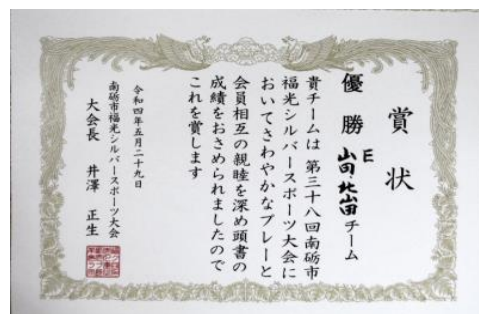 賞状
優勝 山田・北山田 E チーム
貴チームは 第三十八回南砺市
福光シルバースポーツ大会に
おいてさわやかなプレーと
会員相互の親睦を深め頭書の
成績をおさめられましたので
これを賞します
令和四年五月二十九日
南砺市福光シルバースポーツ大会
大会長 井澤 正生